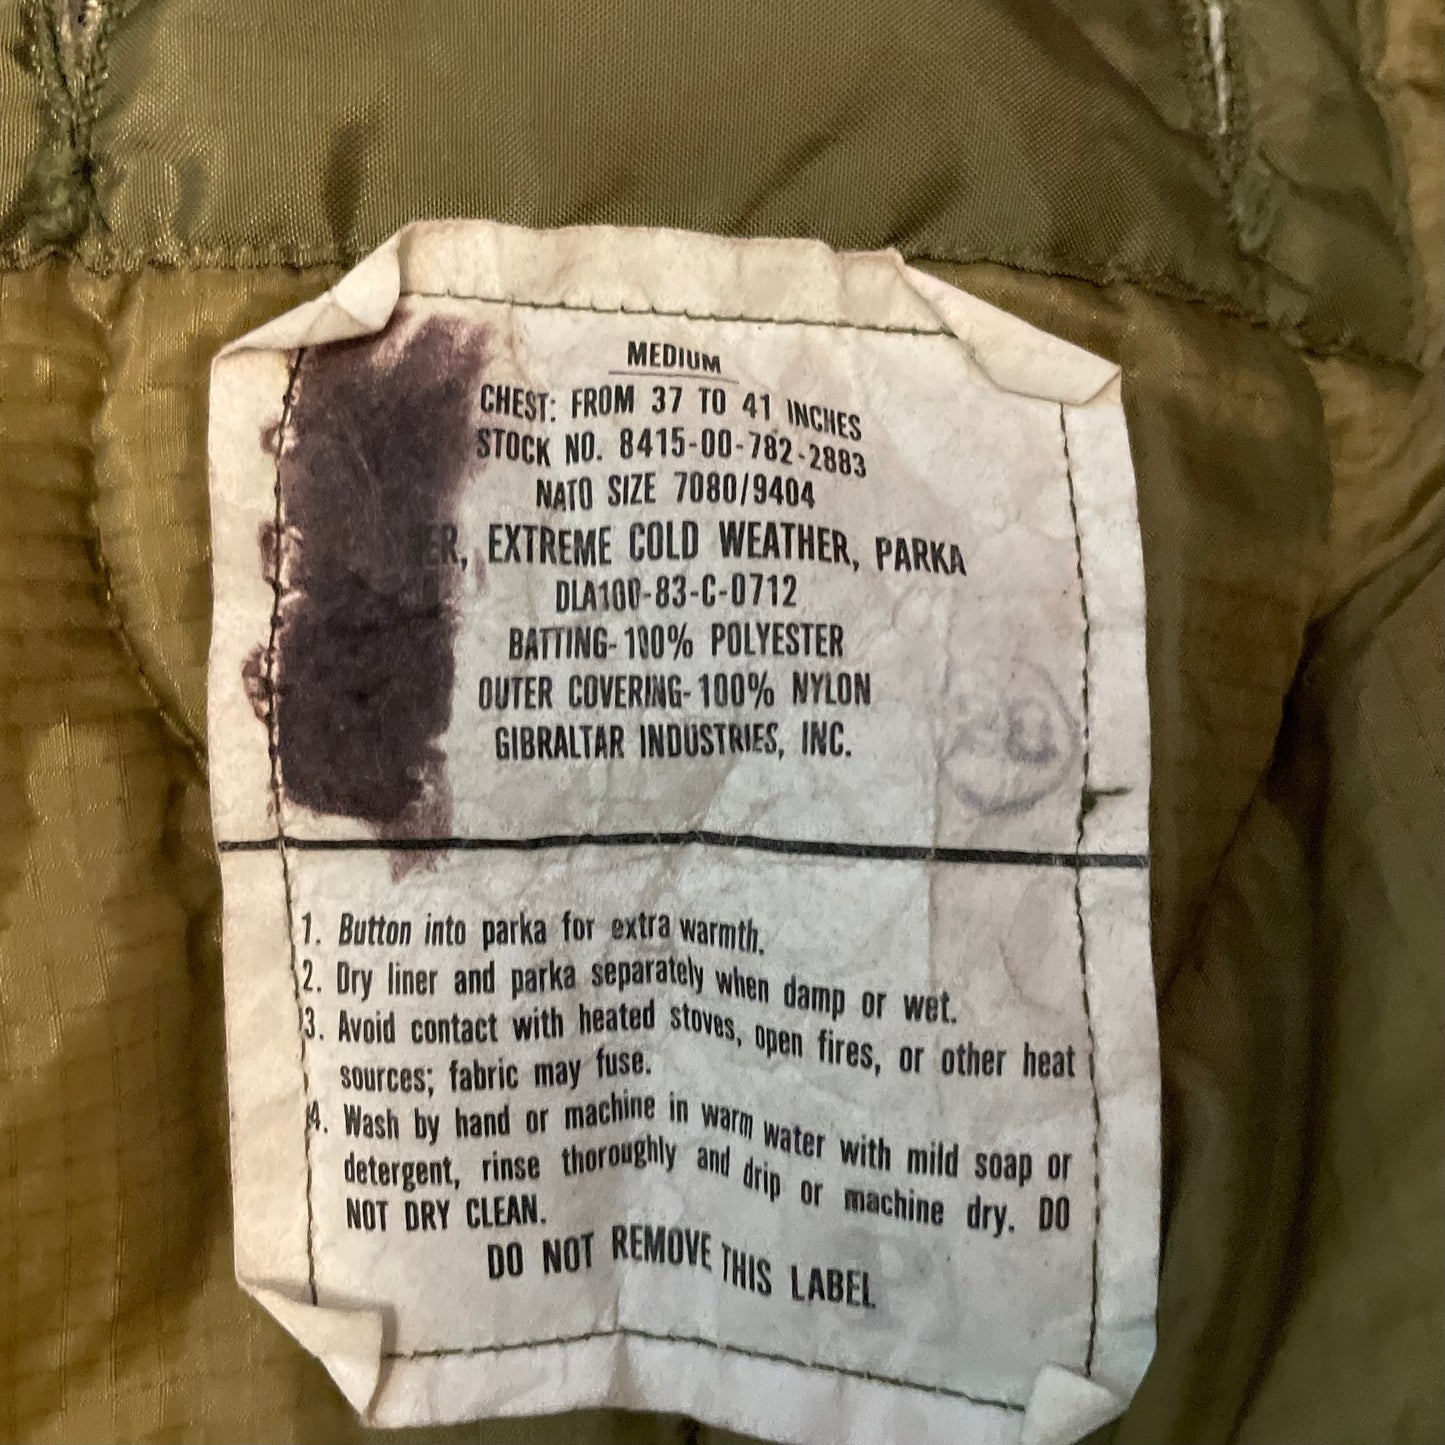 MEDIUM
CHEST: FROM 37 TO 41 INCHES
STOCK NO. 8415-00-782-2883
NATO SIZE 7080/9404
EXTREME COLD WEATHER, PARKA
DLA100-83-C-0712
BATTING-100% POLYESTER
OUTER COVERING-100% NYLON
GIBRALTAR INDUSTRIES, INC.
1. Button into parka for extra warmth.
2. Dry liner and parka separately when damp or wet.
3. Avoid contact with heated stoves, open fires, or other heat
sources; fabric may fuse.
4. Wash by hand or machine in warm water with mild soap or
detergent, rinse thoroughly and drip or machine dry. DO
NOT DRY CLEAN.
DO NOT REMOVE THIS LABEL